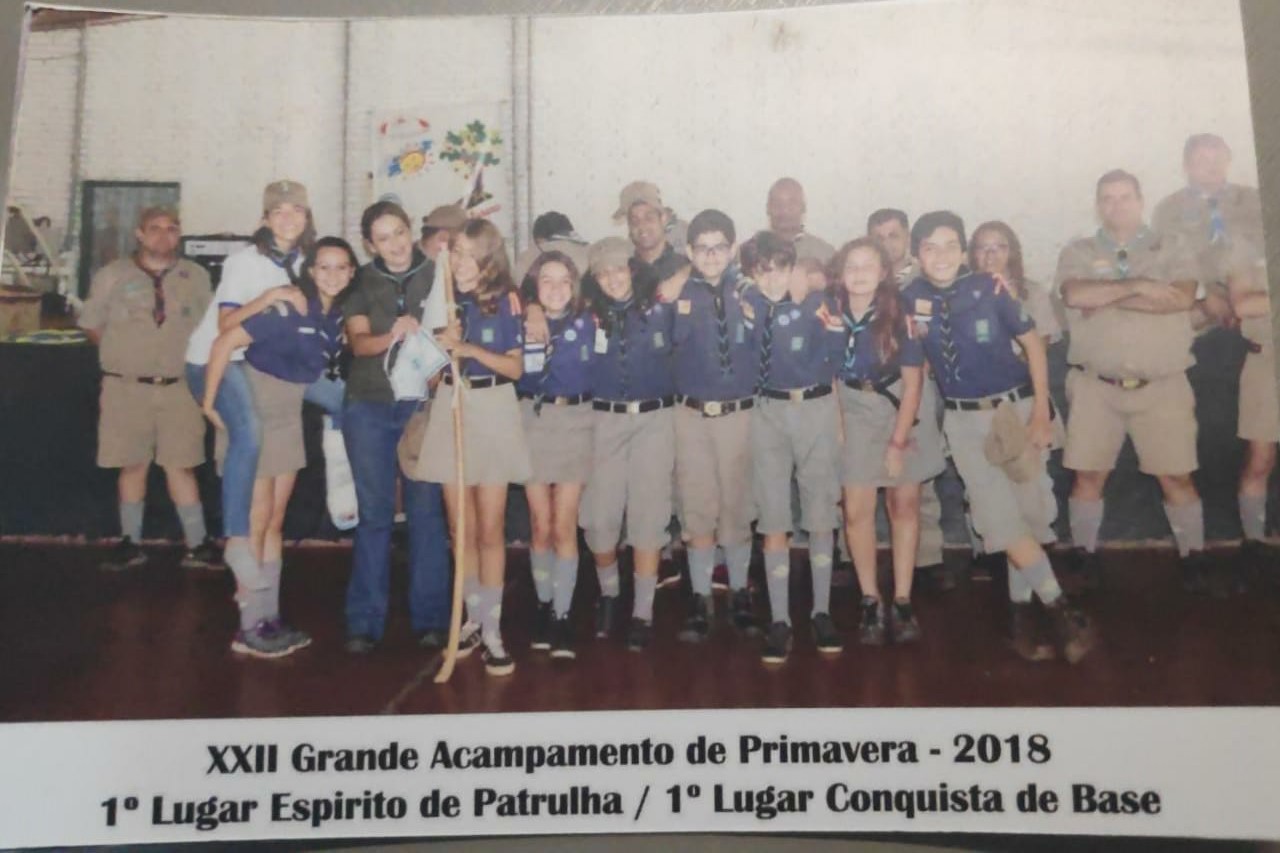 XXII Grande Acampamento de Primavera - 2018
1º Lugar Espirito de Patrulha / 1º Lugar Conquista de Base